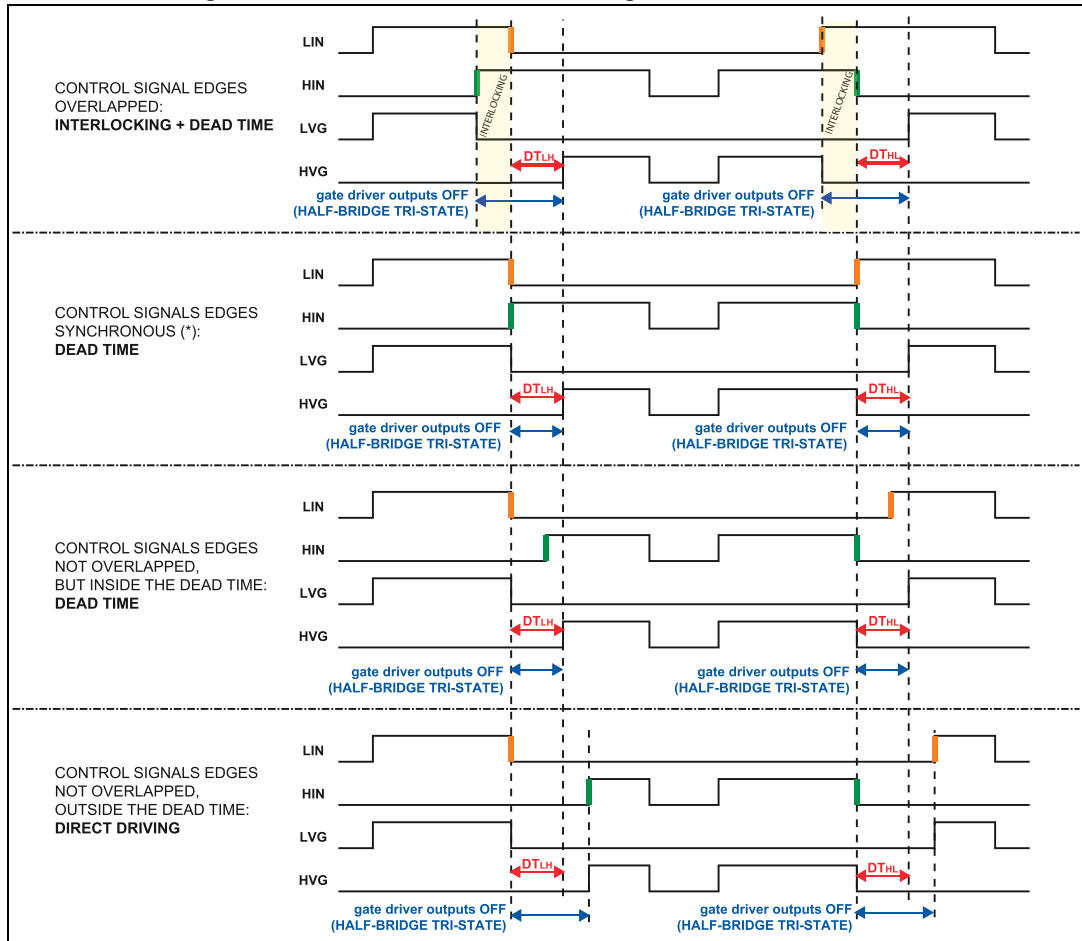 LIN
HIN
CONTROL SIGNAL EDGES
OVERLAPPED:
INTERLOCKING + DEAD TIME
LVG
HVG
INTERLOCKING
INTERLOCKING
DTLH
DTHL
gate driver outputs OFF
(HALF-BRIDGE TRI-STATE)
gate driver outputs OFF
(HALF-BRIDGE TRI-STATE)
LIN
HIN
CONTROL SIGNALS EDGES
SYNCHRONOUS (*):
DEAD TIME
LVG
HVG
DTLH
DTHL
gate driver outputs OFF
(HALF-BRIDGE TRI-STATE)
gate driver outputs OFF
(HALF-BRIDGE TRI-STATE)
LIN
HIN
CONTROL SIGNALS EDGES
NOT OVERLAPPED,
BUT INSIDE THE DEAD TIME:
DEAD TIME
LVG
HVG
DTLH
DTHL
gate driver outputs OFF
(HALF-BRIDGE TRI-STATE)
gate driver outputs OFF
(HALF-BRIDGE TRI-STATE)
LIN
HIN
CONTROL SIGNALS EDGES
NOT OVERLAPPED,
OUTSIDE THE DEAD TIME:
DIRECT DRIVING
LVG
HVG
DTLH
DTHL
gate driver outputs OFF
(HALF-BRIDGE TRI-STATE)
gate driver outputs OFF
(HALF-BRIDGE TRI-STATE)